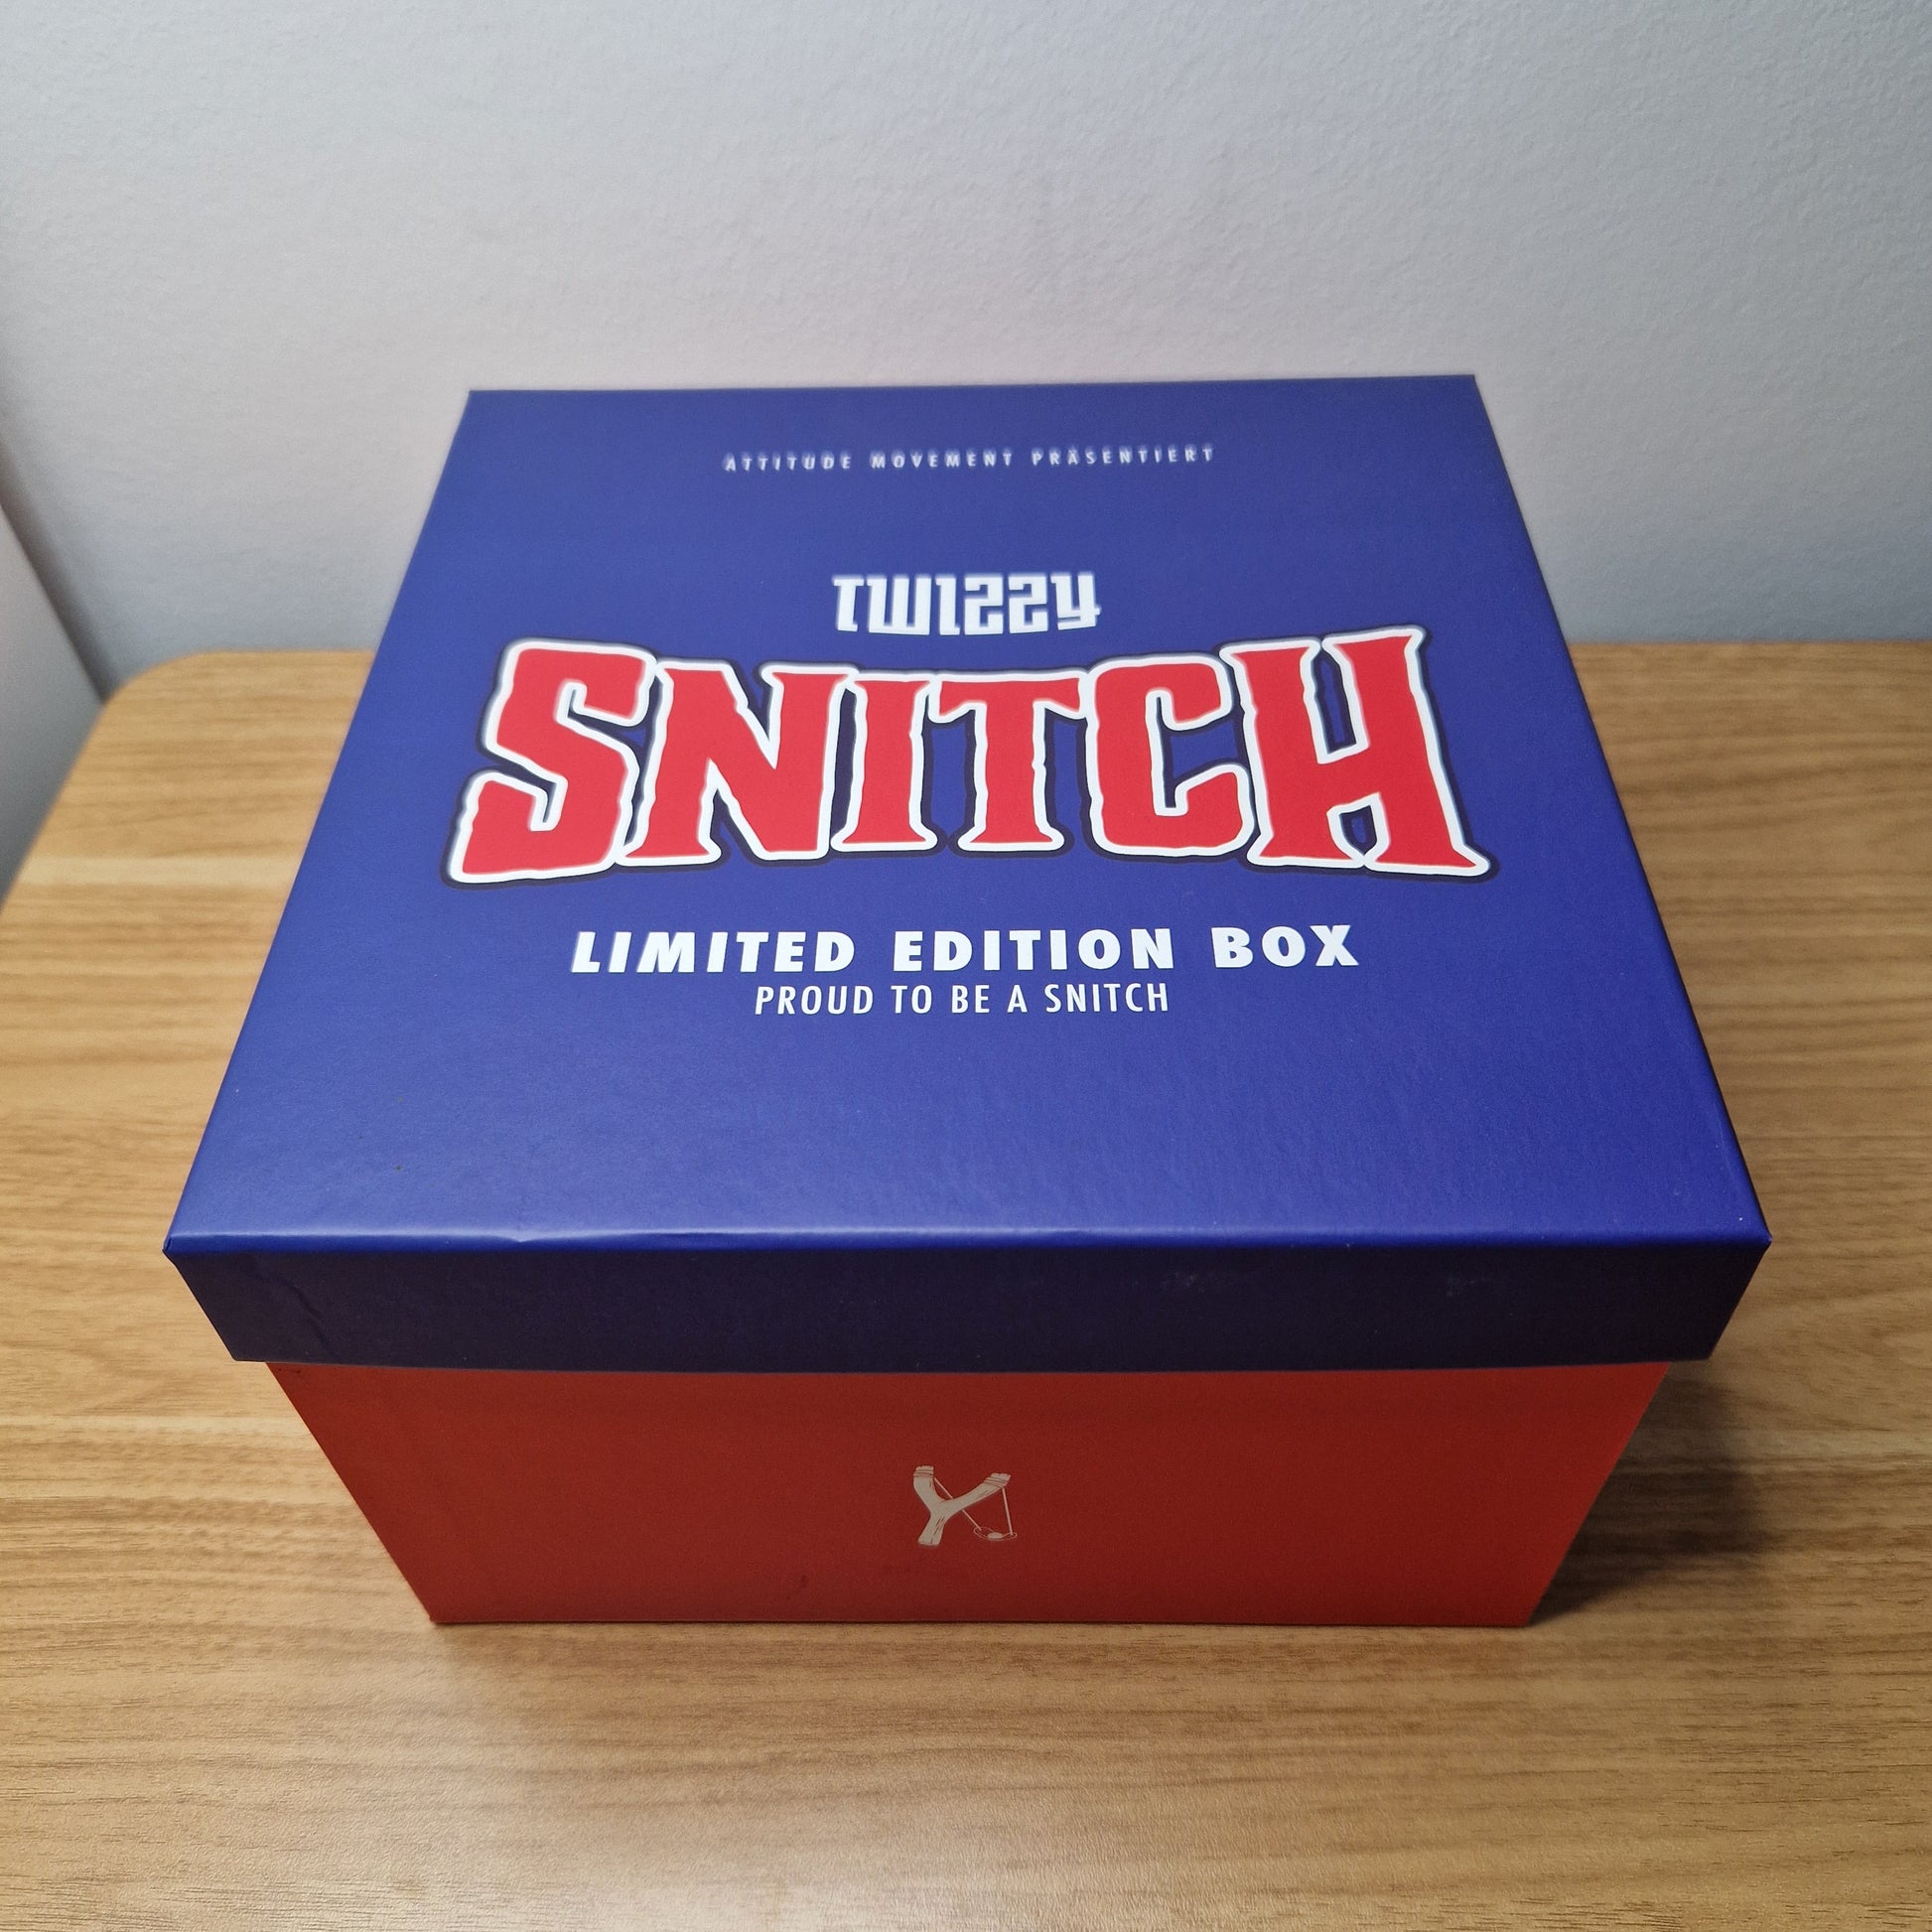 ATTITUDE MOVEMENT PRÄSENTIERT
TWIZZY
SNITCH
LIMITED EDITION BOX
PROUD TO BE A SNITCH